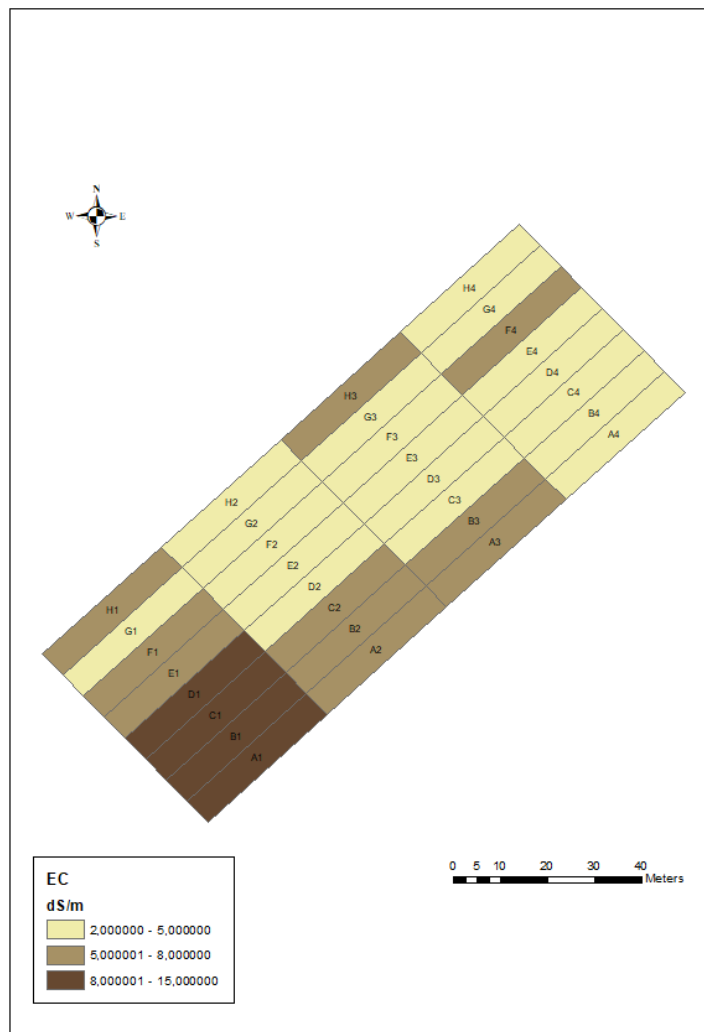 N
W E
S
H4
G4
F4
E4
D4
C4
B4
A4
H3
G3
F3
E3
D3
C3
B3
A3
H2
G2
F2
E2
D2
C2
B2
A2
H1
G1
F1
E1
D1
C1
B1
A1
EC
dS/m
2,000000 - 5,000000
5,000001 - 8,000000
8,000001 - 15,000000
0 5 10 20 30 40
Meters